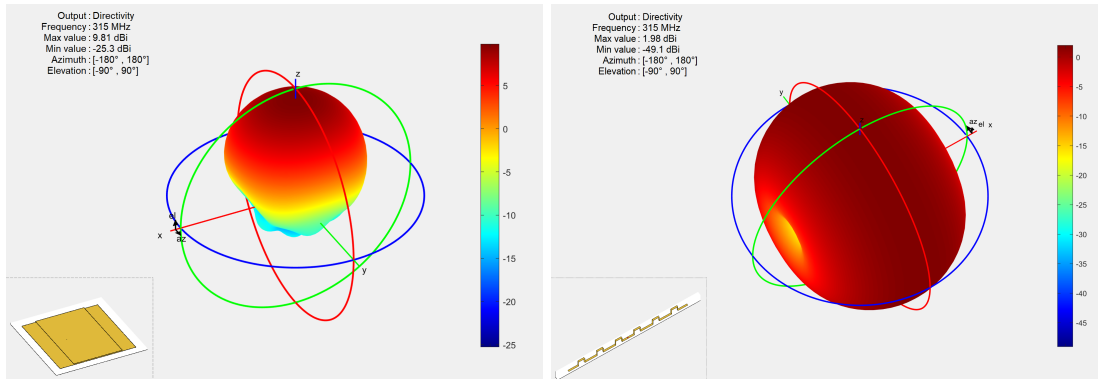 Output : Directivity
Frequency : 315 MHz
Max value : 9.81 dBi
Min value : -25.3 dBi
Azimuth : [-180° , 180°]
Elevation : [-90° , 90°]
z
el
x
az
y
5
0
-5
-10
-15
-20
-25
Output : Directivity
Frequency : 315 MHz
Max value : 1.98 dBi
Min value : -49.1 dBi
Azimuth : [-180° , 180°]
Elevation : [-90° , 90°]
y
az el x
0
-5
-10
-15
-20
-25
-30
-35
-40
-45